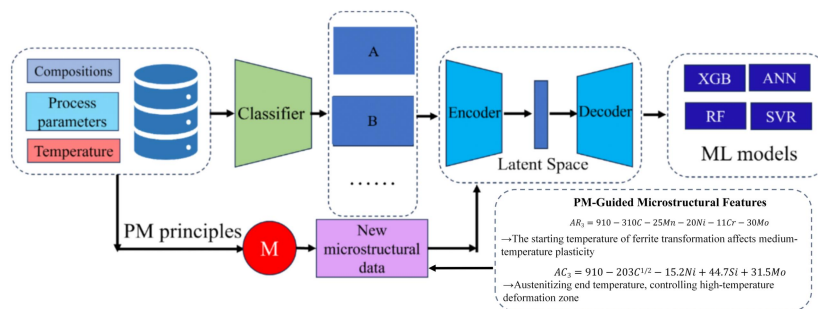 Compositions
Process
parameters
Temperature
Classifier
A
B
......
Encoder
Decoder
Latent Space
XGB
ANN
RF
SVR
ML models
PM principles
M
New
microstructural
data
PM-Guided Microstructural Features
AR₃ = 910 − 310C − 25Mn − 20Ni − 11Cr − 30Mo
→The starting temperature of ferrite transformation affects medium-
temperature plasticity
AC₃ = 910 − 203C^{1/2} − 15.2Ni + 44.7Si + 31.5Mo
→Austenitizing end temperature, controlling high-temperature
deformation zone